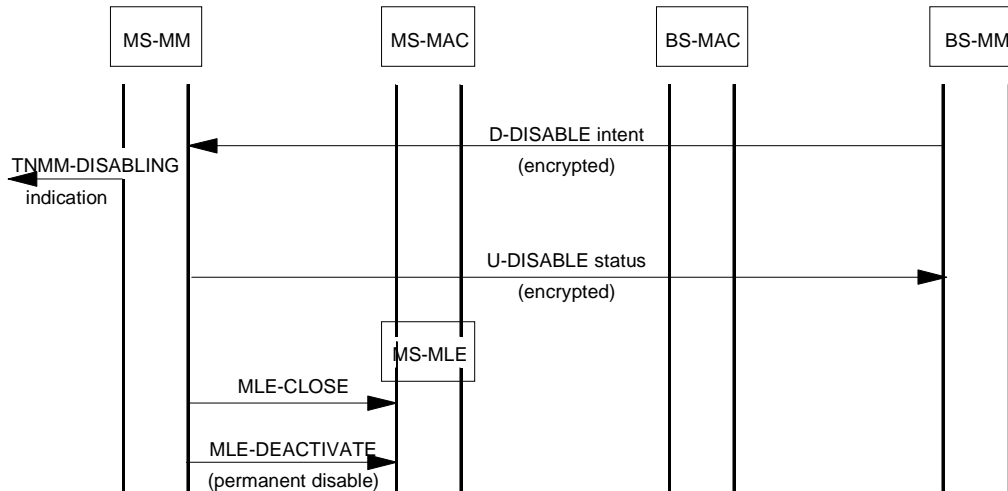 MS-MM
MS-MAC
BS-MAC
BS-MM
D-DISABLE intent
(encrypted)
TNMM-DISABLING
indication
U-DISABLE status
(encrypted)
MS-MLE
MLE-CLOSE
MLE-DEACTIVATE
(permanent disable)